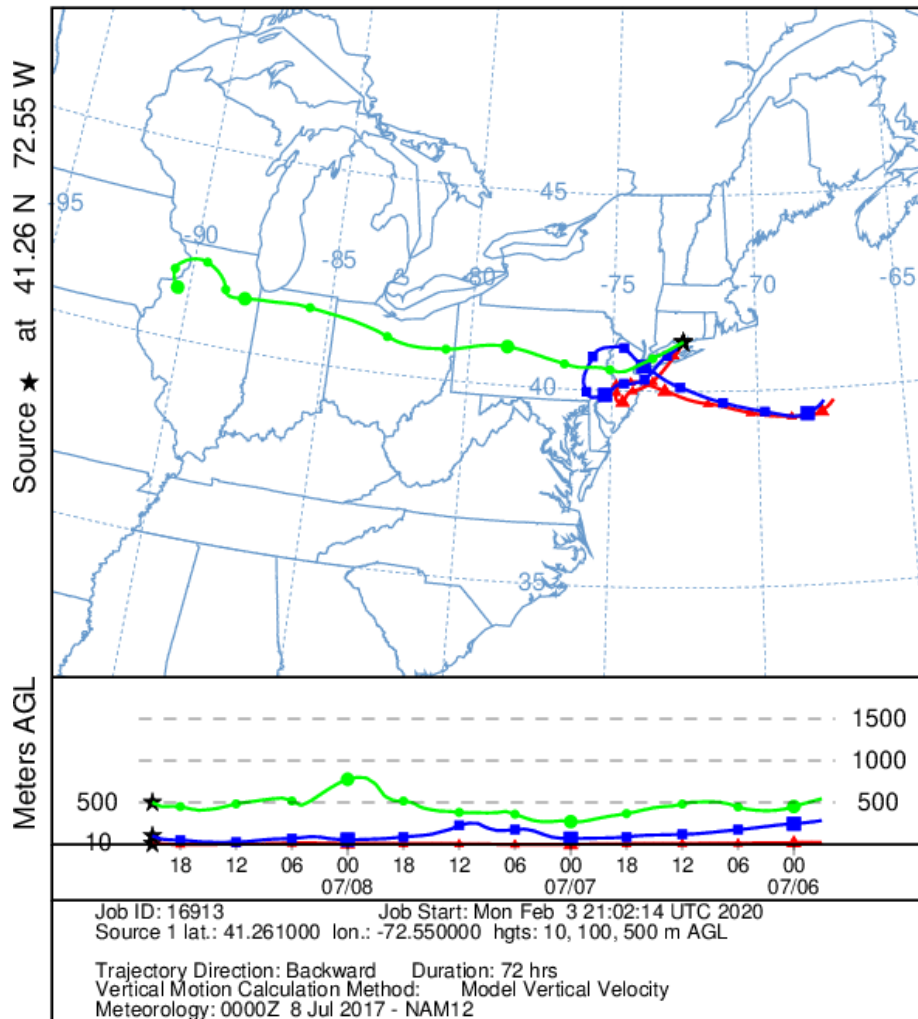 Source ★ at 41.26 N 72.55 W
-95
-90
-85
-80
45
-75
-70
-65
40
35
Meters AGL
1500
1000
500
500
10
18 12 06 00 18 12 06 00 18 12 06 00
07/08 07/07 07/06
Job ID: 16913 Job Start: Mon Feb 3 21:02:14 UTC 2020
Source 1 lat.: 41.261000 lon.: -72.550000 hgts: 10, 100, 500 m AGL
Trajectory Direction: Backward Duration: 72 hrs
Vertical Motion Calculation Method: Model Vertical Velocity
Meteorology: 0000Z 8 Jul 2017 - NAM12